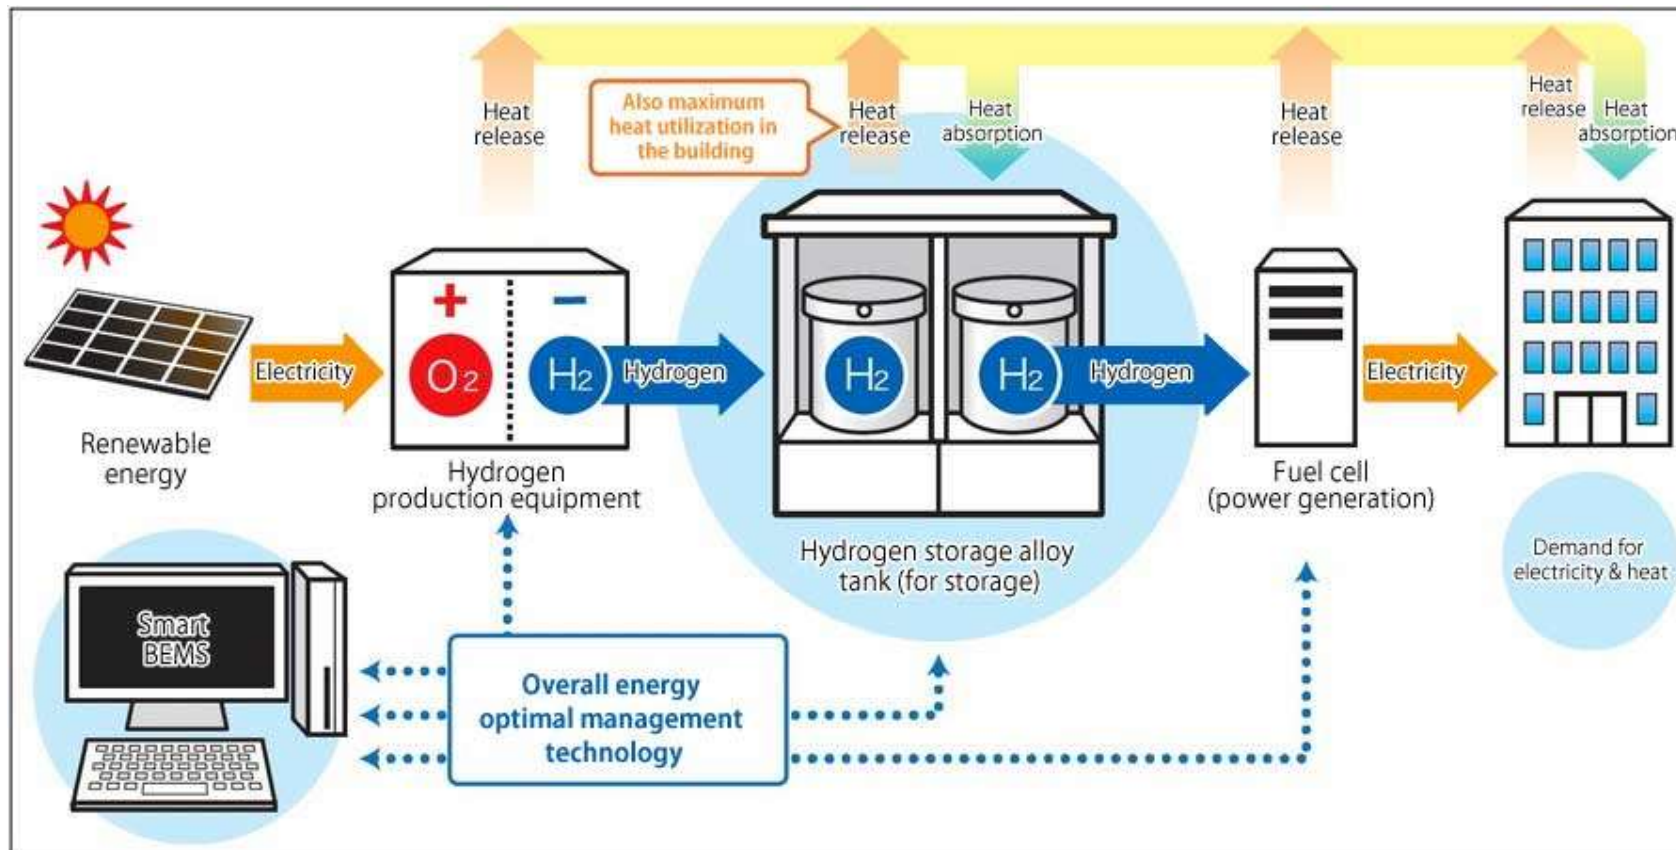 Heat
release
Also maximum
heat utilization in
the building
Heat
release
Heat
absorption
Heat
release
Heat
release
Heat
absorption
Electricity
+
−
O2
H2
Hydrogen
H2
H2
Hydrogen
Electricity
Renewable
energy
Hydrogen
production equipment
Hydrogen storage alloy
tank (for storage)
Fuel cell
(power generation)
Demand for
electricity & heat
Smart
BEMS
Overall energy
optimal management
technology